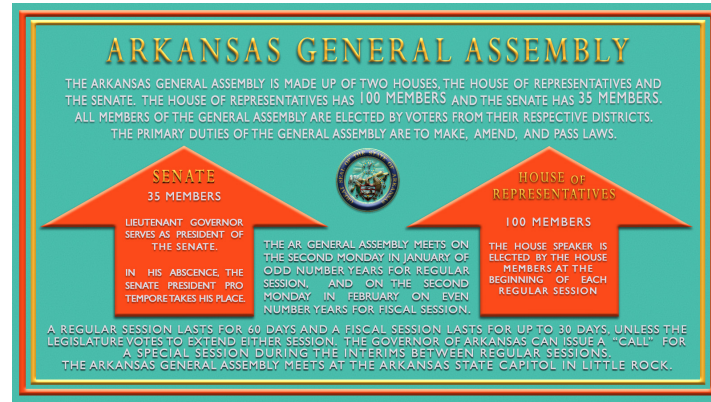 ARKANSAS GENERAL ASSEMBLY
THE ARKANSAS GENERAL ASSEMBLY IS MADE UP OF TWO HOUSES, THE HOUSE OF REPRESENTATIVES AND
THE SENATE. THE HOUSE OF REPRESENTATIVES HAS 100 MEMBERS AND THE SENATE HAS 35 MEMBERS.
ALL MEMBERS OF THE GENERAL ASSEMBLY ARE ELECTED BY VOTERS FROM THEIR RESPECTIVE DISTRICTS.
THE PRIMARY DUTIES OF THE GENERAL ASSEMBLY ARE TO MAKE, AMEND, AND PASS LAWS.
SENATE
35 MEMBERS
LIEUTENANT GOVERNOR
SERVES AS PRESIDENT OF
THE SENATE.
IN HIS ABSCENCE, THE
SENATE PRESIDENT PRO
TEMPORE TAKES HIS PLACE.
THE AR GENERAL ASSEMBLY MEETS ON
THE SECOND MONDAY IN JANUARY OF
ODD NUMBER YEARS FOR REGULAR
SESSION, AND ON THE SECOND
MONDAY IN FEBRUARY ON EVEN
NUMBER YEARS FOR FISCAL SESSION.
HOUSE OF
REPRESENTATIVES
100 MEMBERS
THE HOUSE SPEAKER IS
ELECTED BY THE HOUSE
MEMBERS AT THE
BEGINNING OF EACH
REGULAR SESSION
A REGULAR SESSION LASTS FOR 60 DAYS AND A FISCAL SESSION LASTS FOR UP TO 30 DAYS, UNLESS THE
LEGISLATURE VOTES TO EXTEND EITHER SESSION. THE GOVERNOR OF ARKANSAS CAN ISSUE A "CALL" FOR
A SPECIAL SESSION DURING THE INTERIMS BETWEEN REGULAR SESSIONS.
THE ARKANSAS GENERAL ASSEMBLY MEETS AT THE ARKANSAS STATE CAPITOL IN LITTLE ROCK.